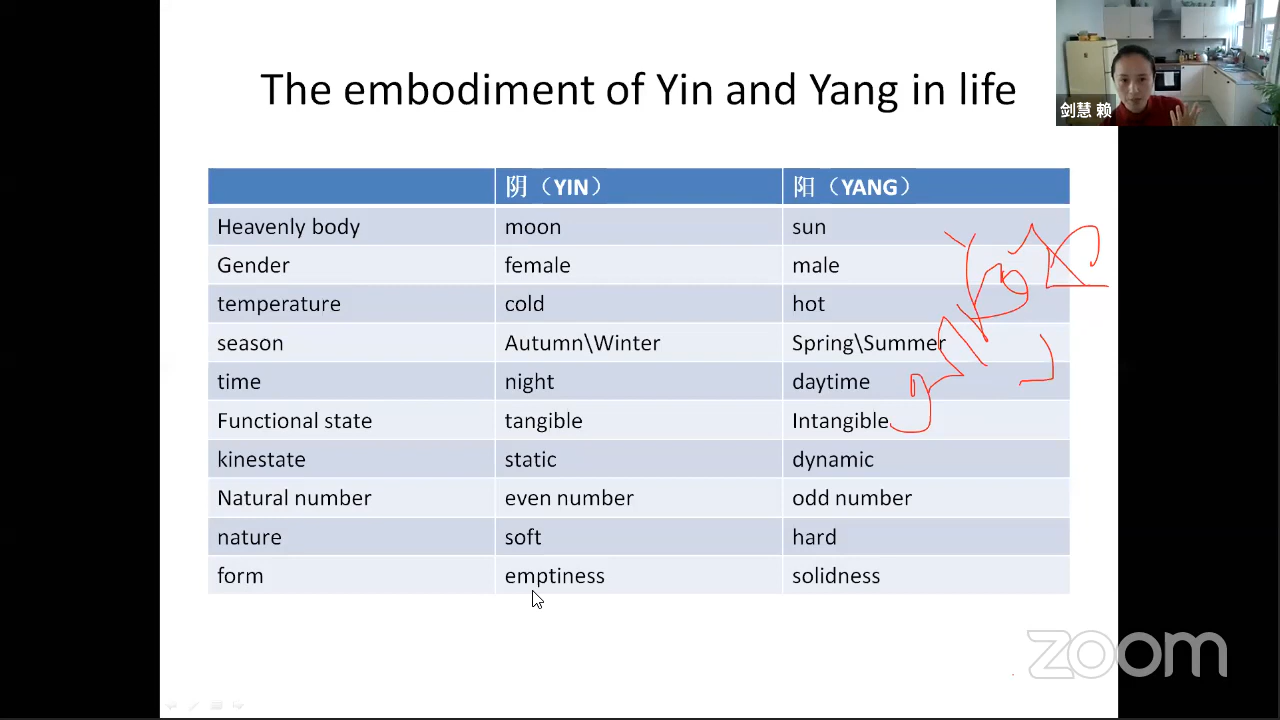 The embodiment of Yin and Yang in life
剑慧 赖
阴（YIN） 阳（YANG）
Heavenly body moon sun
Gender female male
temperature cold hot
season Autumn\Winter Spring\Summer
time night daytime
Functional state tangible Intangible
kinestate static dynamic
Natural number even number odd number
nature soft hard
form emptiness solidness
zoom